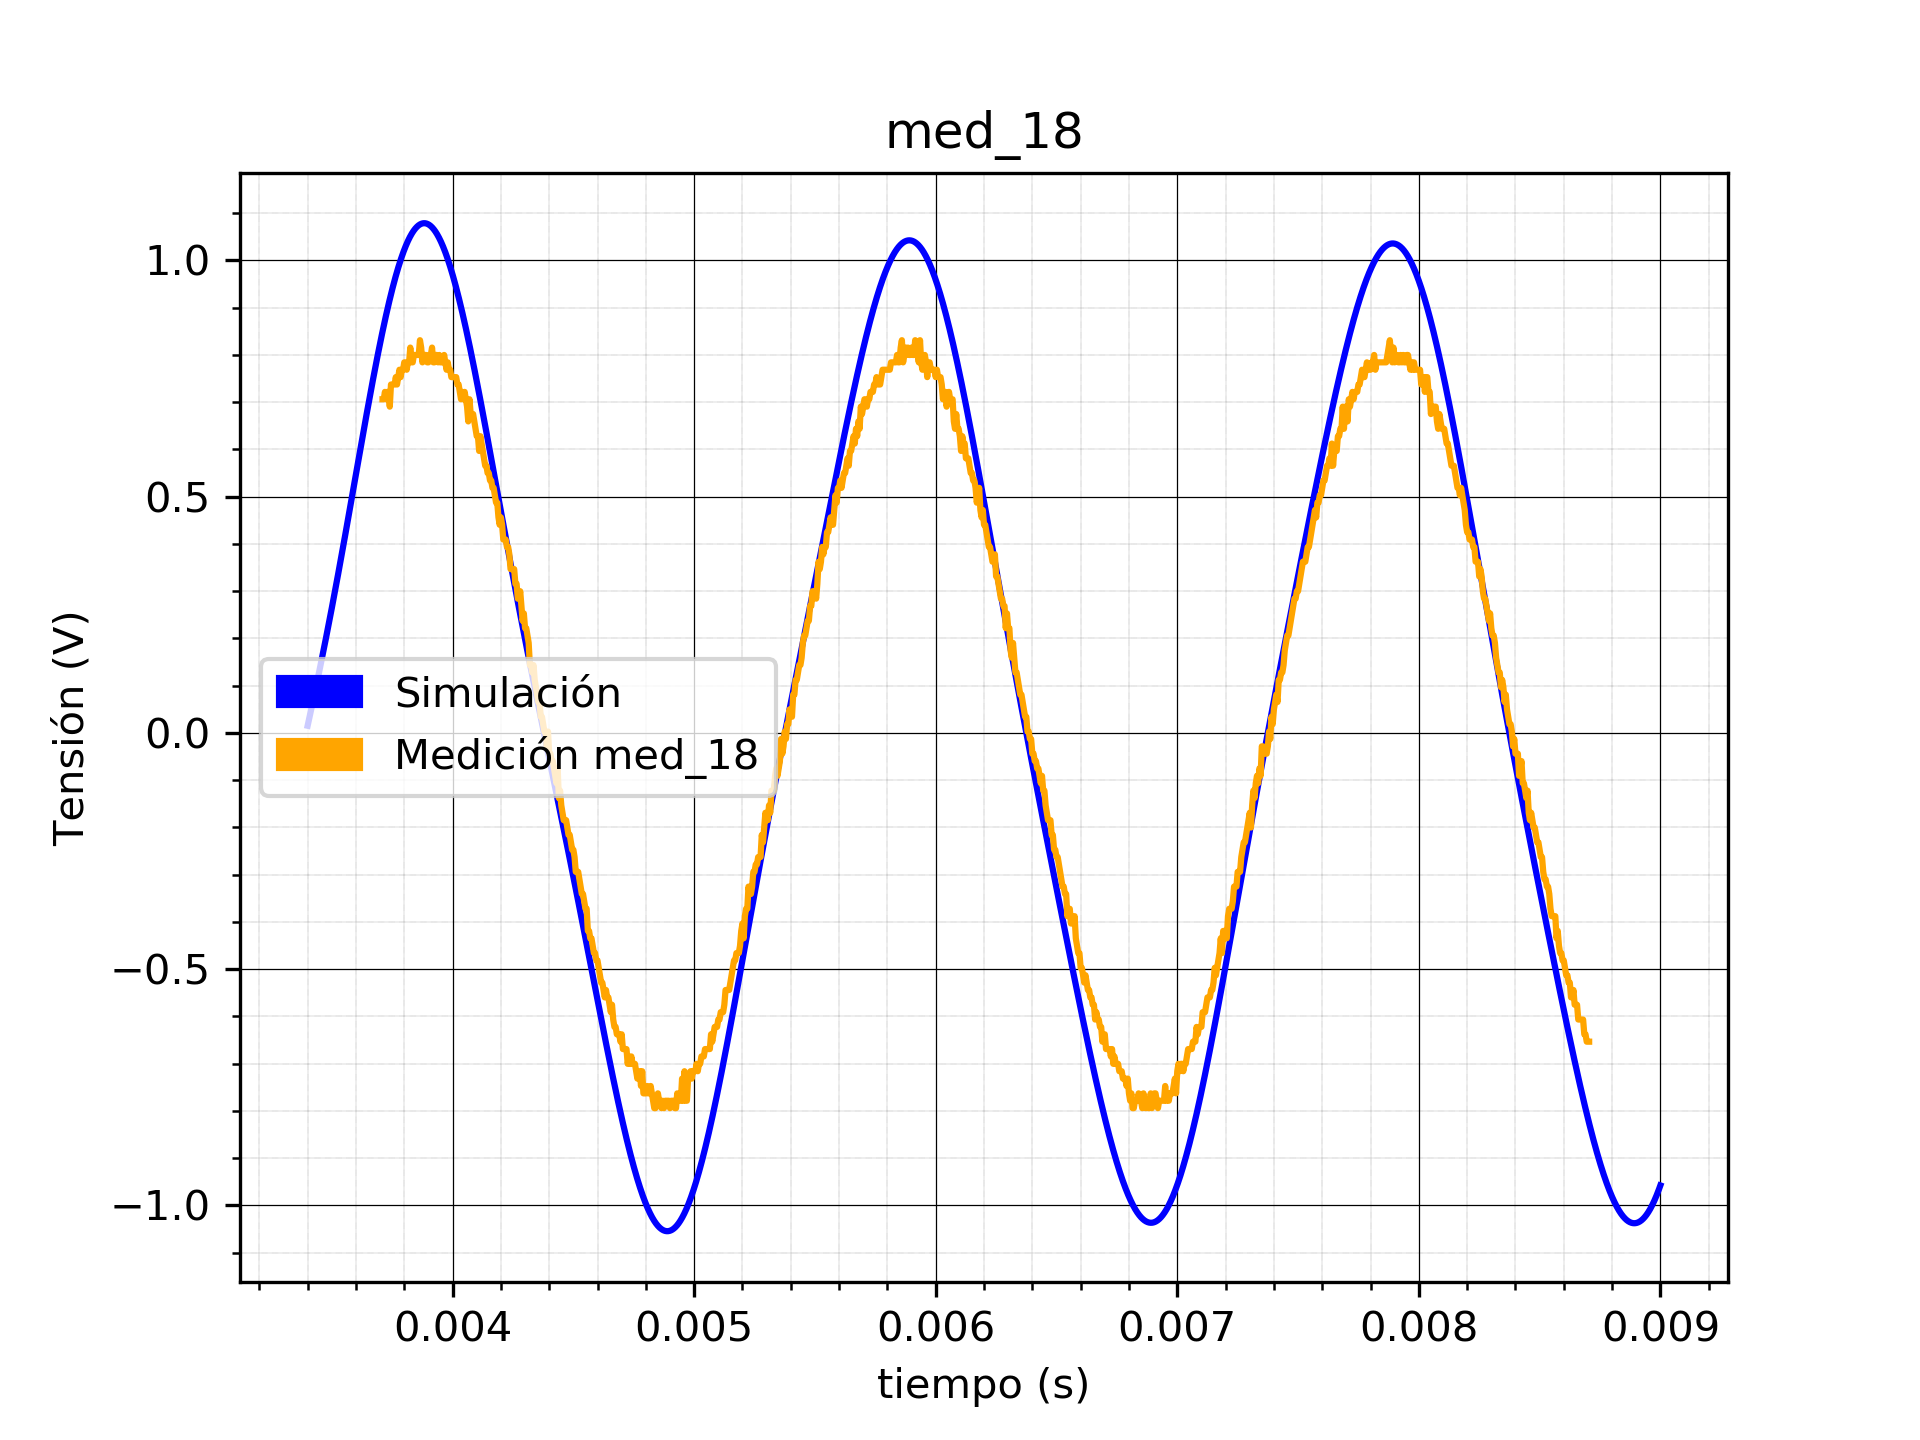 med_18
1.0
0.5
0.0
−0.5
−1.0
Tensión (V)
Simulación
Medición med_18
0.004 0.005 0.006 0.007 0.008 0.009
tiempo (s)